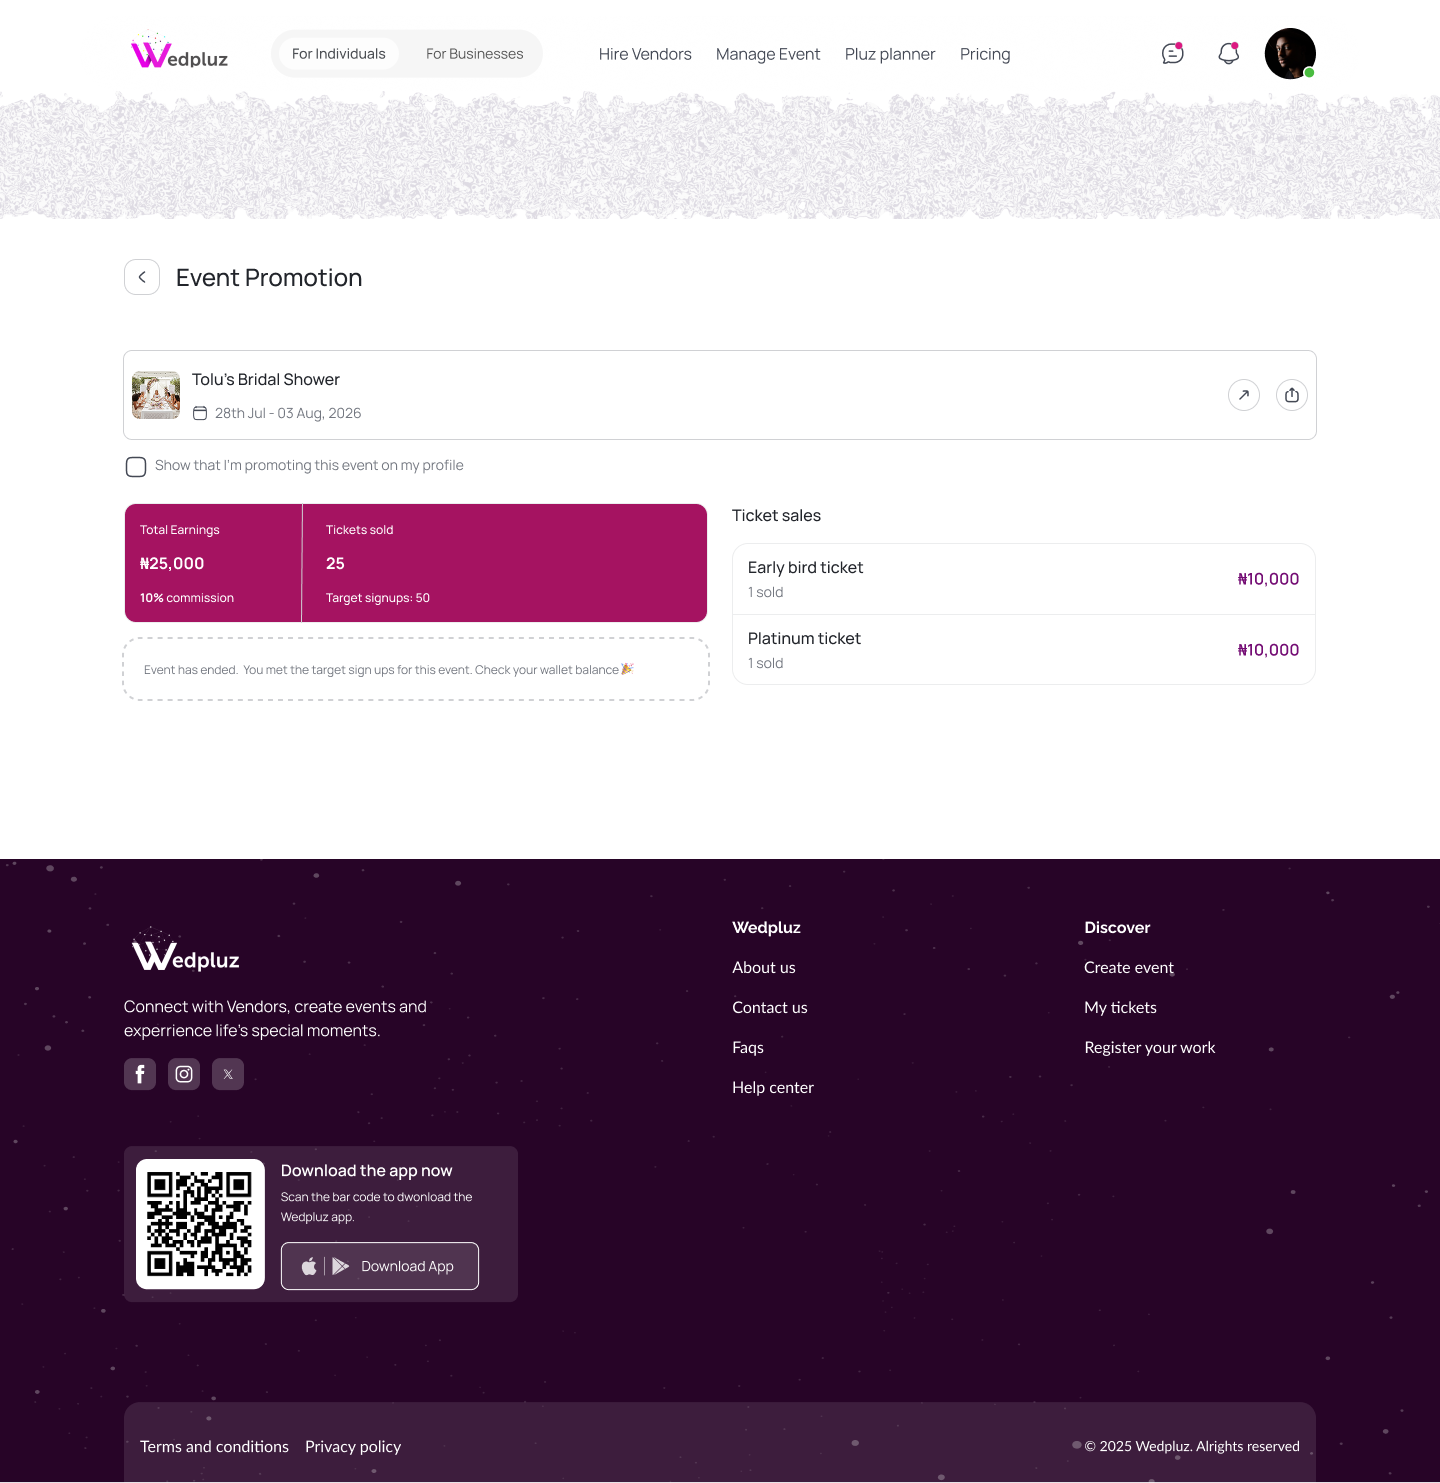 Wedpluz
For Individuals
For Businesses
Hire Vendors
Manage Event
Pluz planner
Pricing
Event Promotion
Tolu's Bridal Shower
28th Jul - 03 Aug, 2026
Show that I'm promoting this event on my profile
Total Earnings
₦25,000
10% commission
Tickets sold
25
Target signups: 50
Event has ended.  You met the target sign ups for this event. Check your wallet balance🎉
Ticket sales
Early bird ticket
1 sold
₦10,000
Platinum ticket
1 sold
₦10,000
Wedpluz
Connect with Vendors, create events and
experrience life's special moments.
Wedpluz
About us
Contact us
Faqs
Help center
Discover
Create event
My tickets
Register your work
Download the app now
Scan the bar code to dwonload the
Wedpluz app.
Download App
Terms and conditions
Privacy policy
© 2025 Wedpluz. Alrights reserved